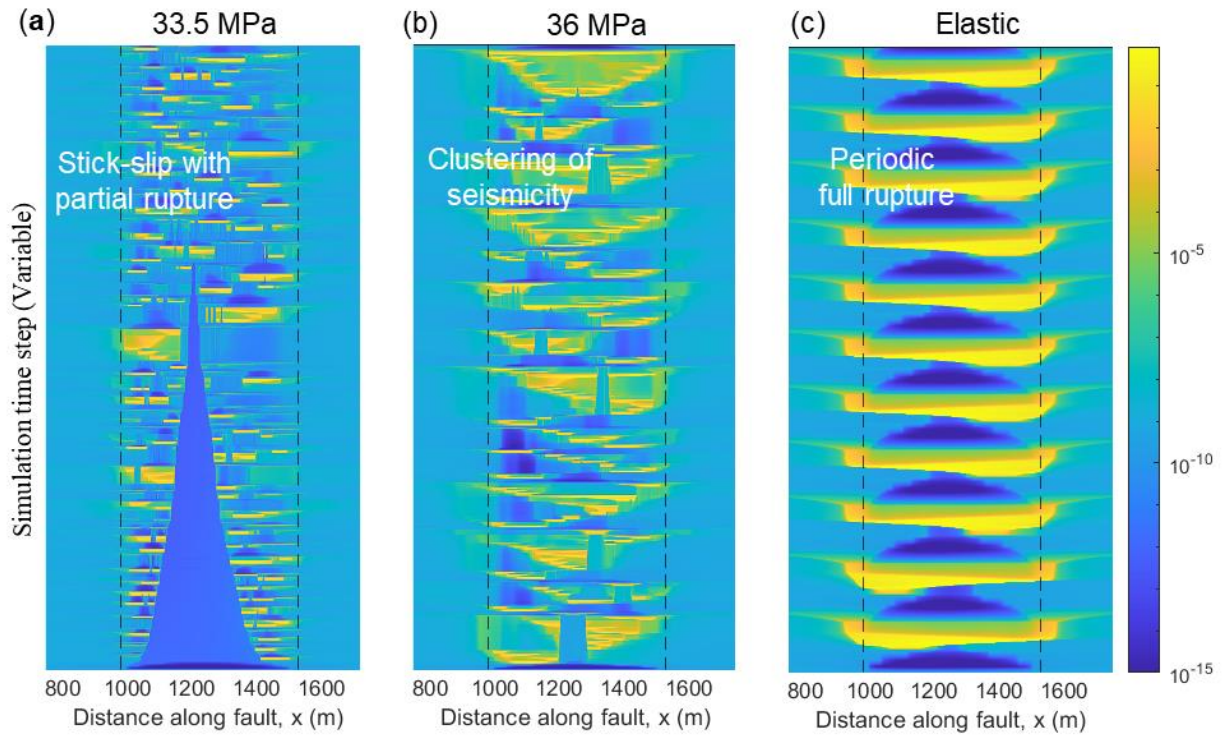 (a) 33.5 MPa
(b) 36 MPa
(c) Elastic
Stick-slip with
partial rupture
Clustering of
seismicity
Periodic
full rupture
Simulation time step (Variable)
10^-5
10^-10
10^-15
800 1000 1200 1400 1600
800 1000 1200 1400 1600
800 1000 1200 1400 1600
Distance along fault, x (m)
Distance along fault, x (m)
Distance along fault, x (m)